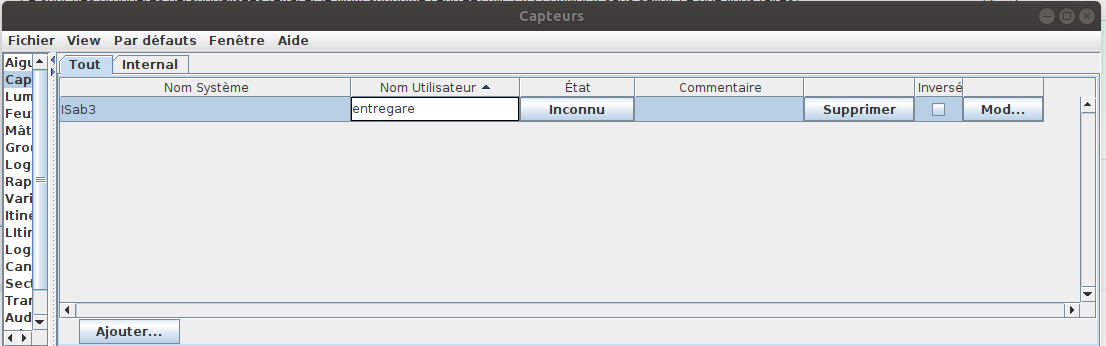 Capteurs
Fichier View Par défauts Fenêtre Aide
Tout Internal
Nom Système Nom Utilisateur État Commentaire Inversé
ISab3 entregare Inconnu Supprimer Mod...
Aigu
Cap
Lum
Feu
Mât
Grou
Log
Rap
Vari
Itiné
LItin
Log
Can
Sect
Tran
Aud
Ajouter...